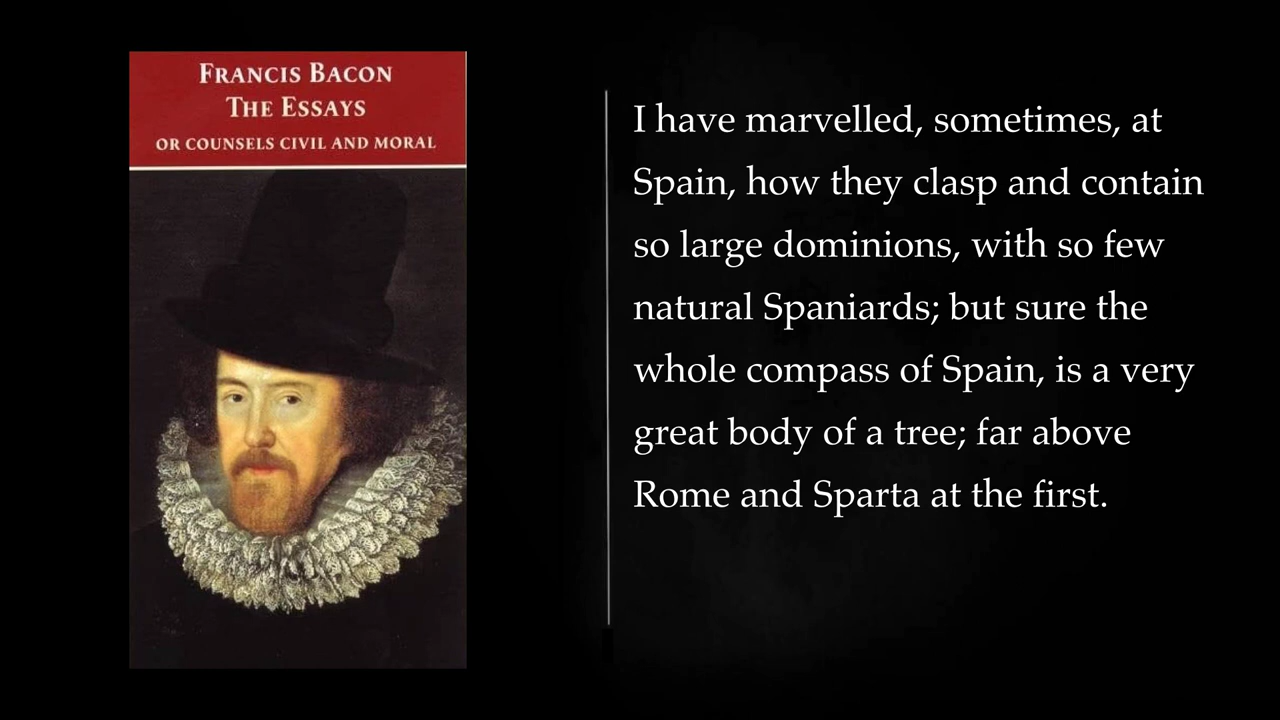 FRANCIS BACON
THE ESSAYS
OR COUNSELS CIVIL AND MORAL
I have marvelled, sometimes, at
Spain, how they clasp and contain
so large dominions, with so few
natural Spaniards; but sure the
whole compass of Spain, is a very
great body of a tree; far above
Rome and Sparta at the first.